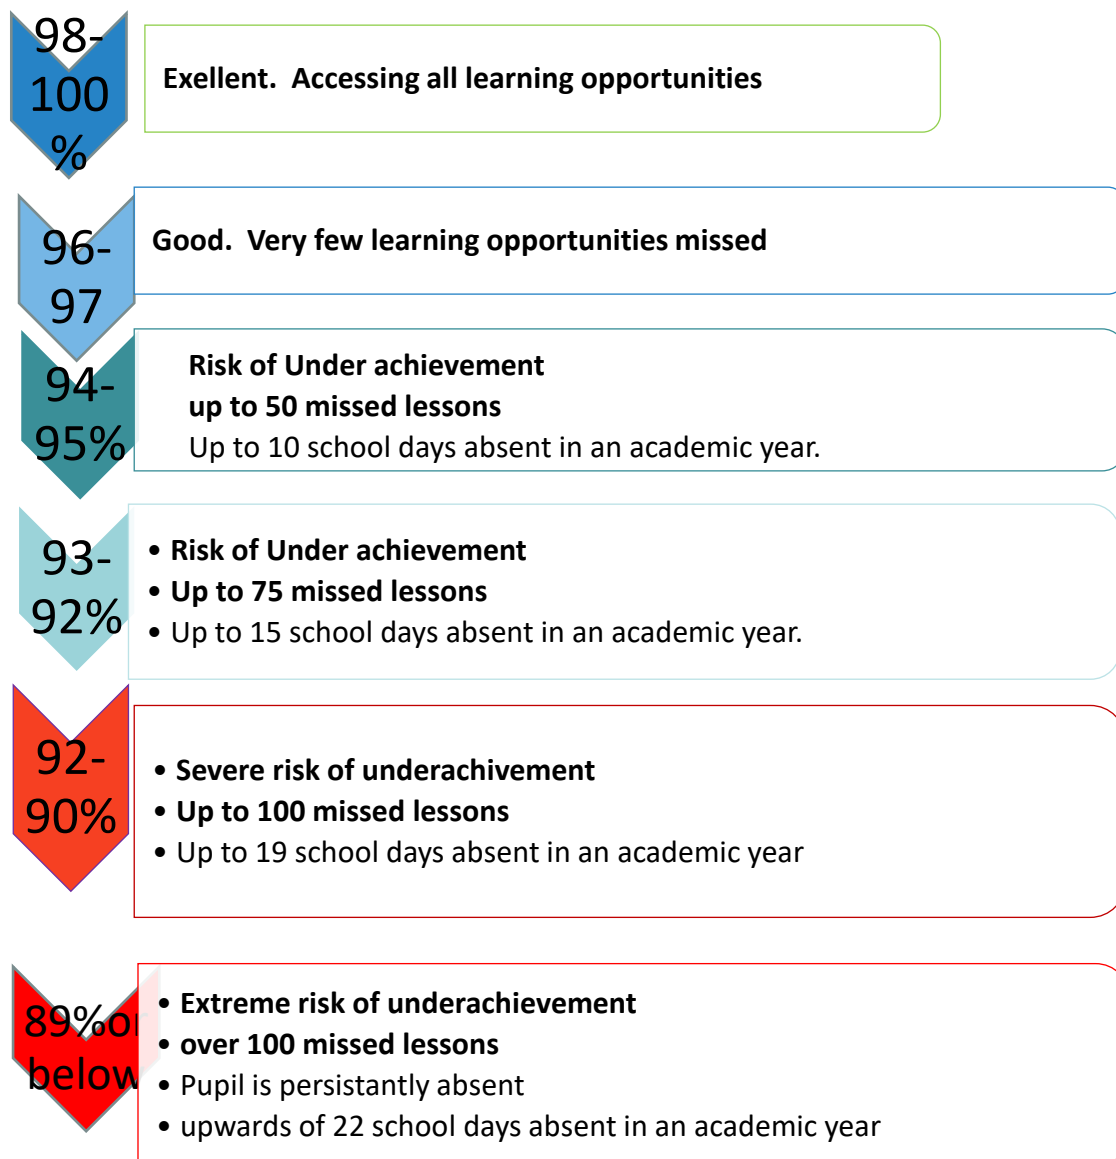 98-
100
%
Exellent.  Accessing all learning opportunities
96-
97
Good.  Very few learning opportunities missed
94-
95%
Risk of Under achievement
up to 50 missed lessons
Up to 10 school days absent in an academic year.
93-
92%
• Risk of Under achievement
• Up to 75 missed lessons
• Up to 15 school days absent in an academic year.
92-
90%
• Severe risk of underachivement
• Up to 100 missed lessons
• Up to 19 school days absent in an academic year
89%or
below
• Extreme risk of underachievement
• over 100 missed lessons
• Pupil is persistantly absent
• upwards of 22 school days absent in an academic year